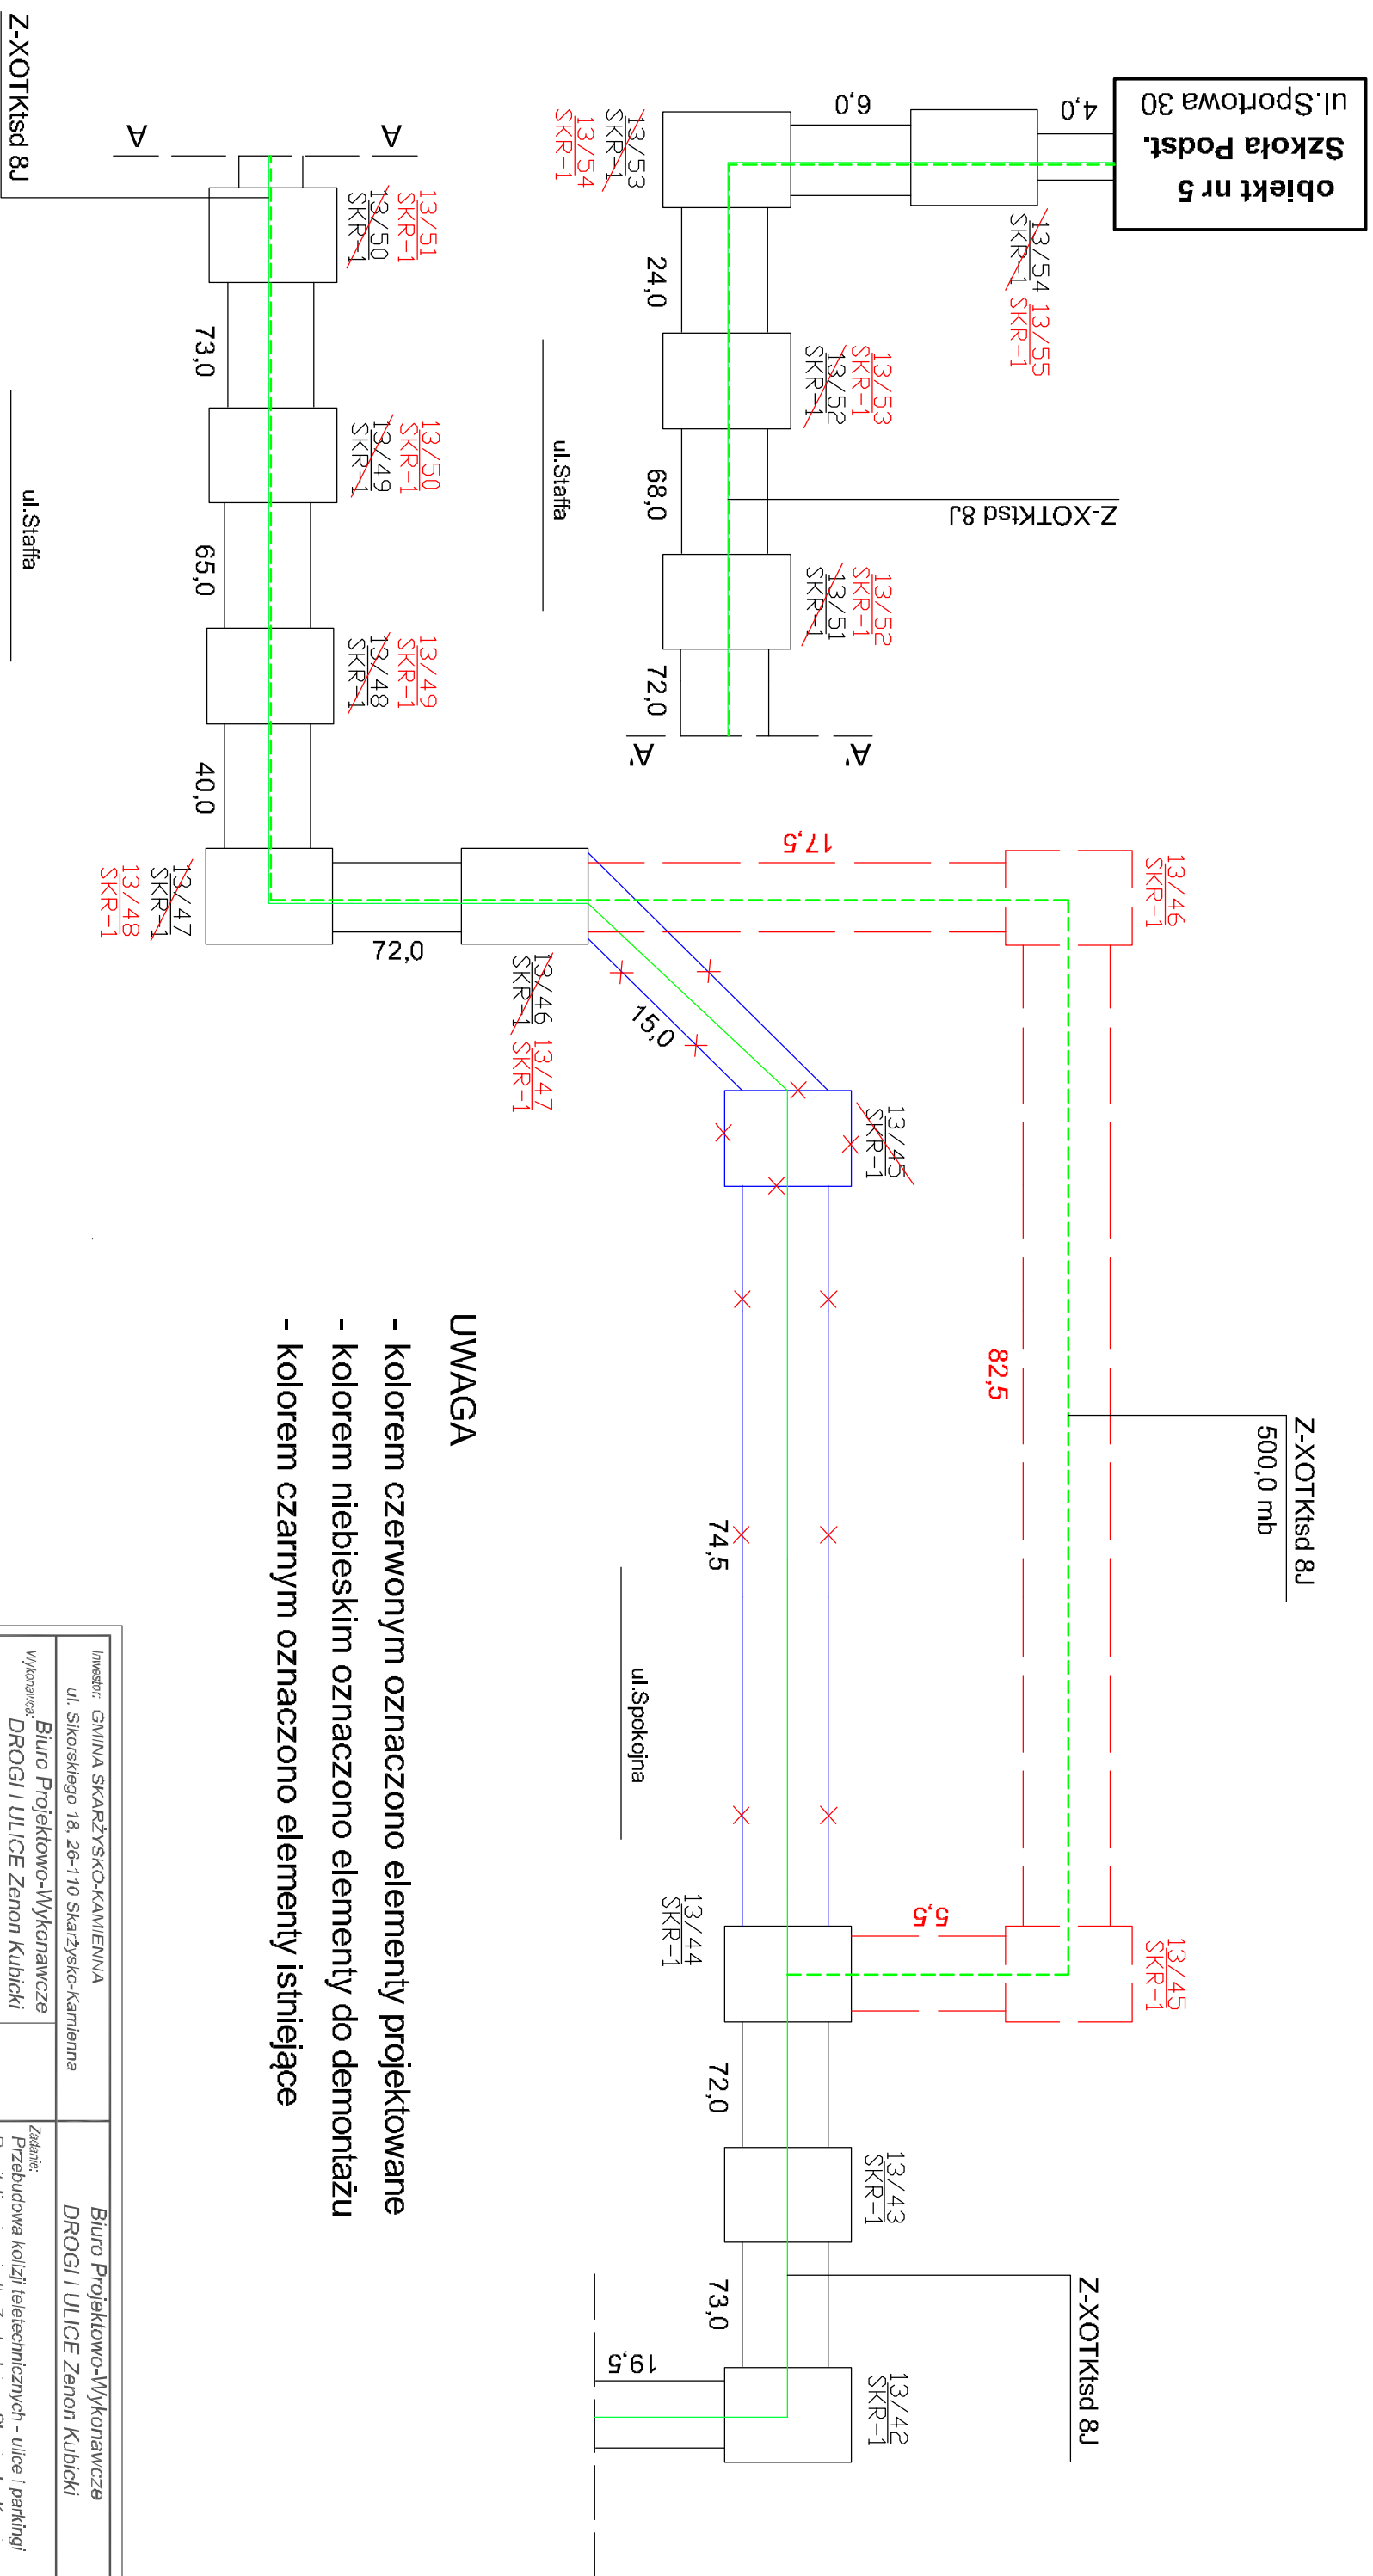 obiekt nr 5
Szkoła Podst.
ul.Sportowa 30
4,0
6,0
13/54
SKR-1
13/55
SKR-1
13/53
SKR-1
13/54
SKR-1
24,0
13/53
SKR-1
13/52
SKR-1
68,0
Z-XOTKtsd 8J
13/52
SKR-1
13/51
SKR-1
72,0
A'
A'
ul.Staffa
Z-XOTKtsd 8J
A
A
13/51
SKR-1
13/50
SKR-1
73,0
13/50
SKR-1
13/49
SKR-1
65,0
13/49
SKR-1
13/48
SKR-1
40,0
ul.Staffa
13/47
SKR-1
13/48
SKR-1
72,0
13/46
SKR-1
13/47
SKR-1
17,5
13/46
SKR-1
15,0
13/45
SKR-1
82,5
Z-XOTKtsd 8J
500,0 mb
74,5
ul.Spokojna
5,5
13/45
SKR-1
13/44
SKR-1
72,0
13/43
SKR-1
73,0
Z-XOTKtsd 8J
13/42
SKR-1
19,5
UWAGA
- kolorem czerwonym oznaczono elementy projektowane
- kolorem niebieskim oznaczono elementy do demontażu
- kolorem czarnym oznaczono elementy istniejące
Inwestor: GMINA SKARŻYSKO-KAMIENNA
ul. Sikorskiego 18, 26-110 Skarżysko-Kamienna
Wykonawca: Biuro Projektowo-Wykonawcze
DROGI I ULICE Zenon Kubicki
Biuro Projektowo-Wykonawcze
DROGI I ULICE Zenon Kubicki
Zadanie:
Przebudowa kolizji teletechnicznych - ulice i parkingi